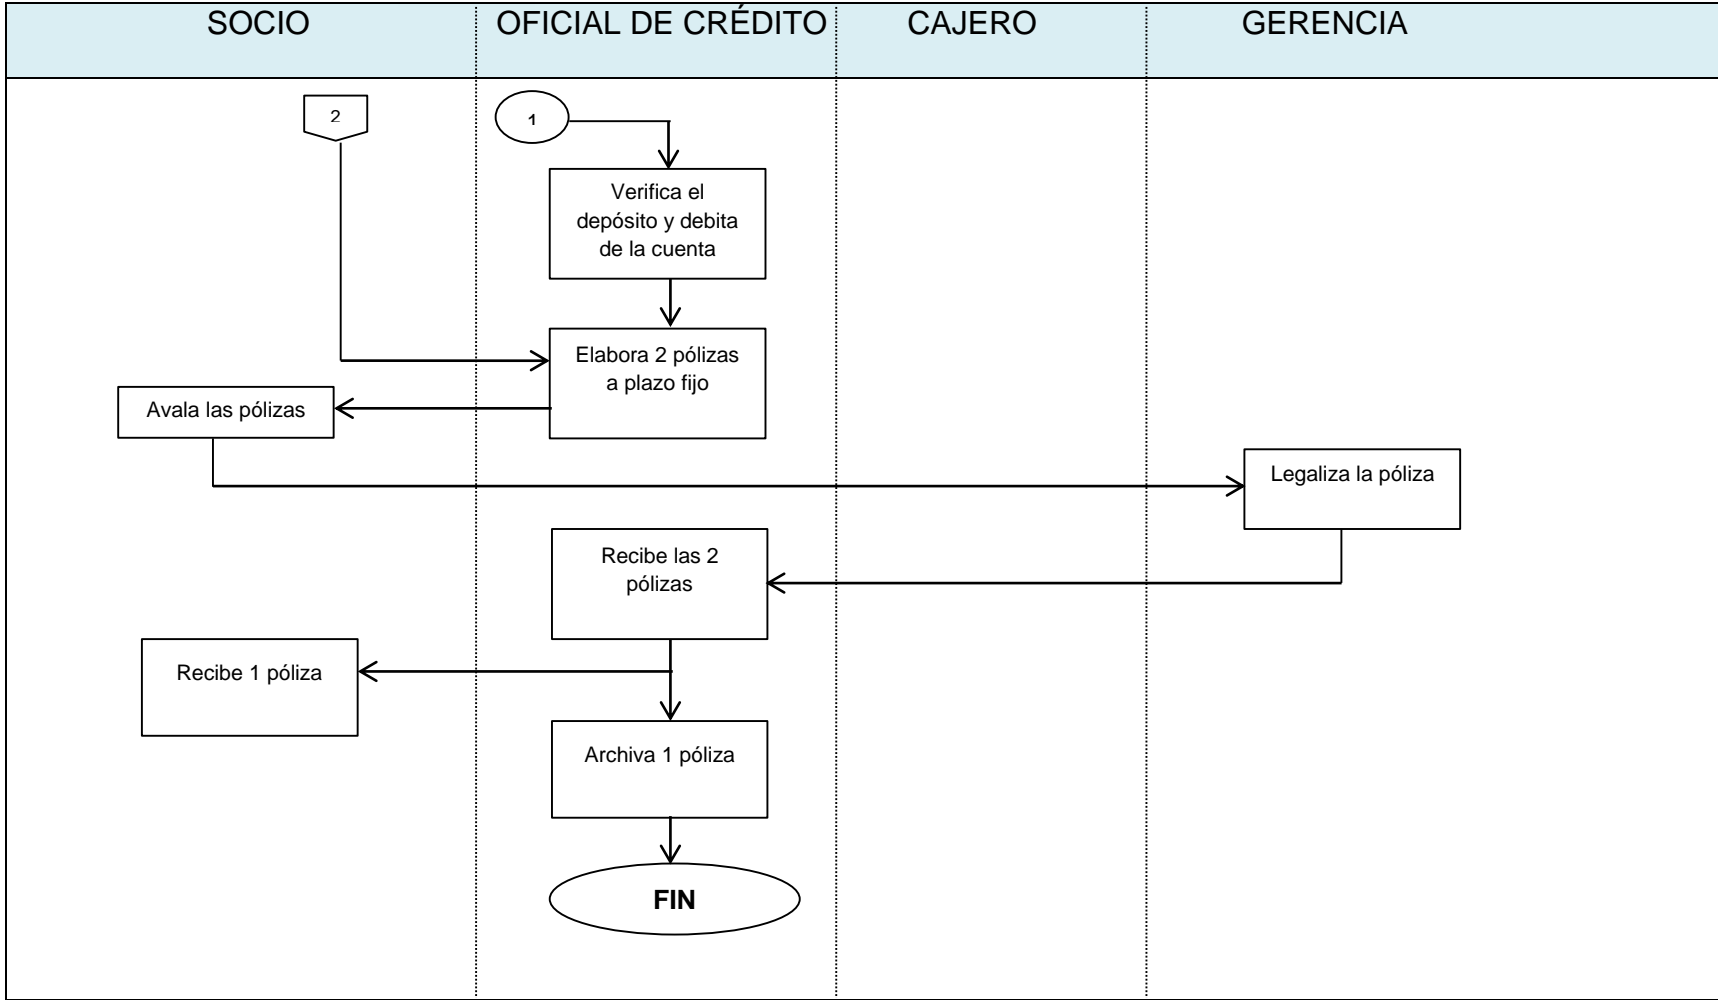 SOCIO
OFICIAL DE CRÉDITO
CAJERO
GERENCIA
2
1
Verifica el
depósito y debita
de la cuenta
Elabora 2 pólizas
a plazo fijo
Avala las pólizas
Legaliza la póliza
Recibe las 2
pólizas
Recibe 1 póliza
Archiva 1 póliza
FIN